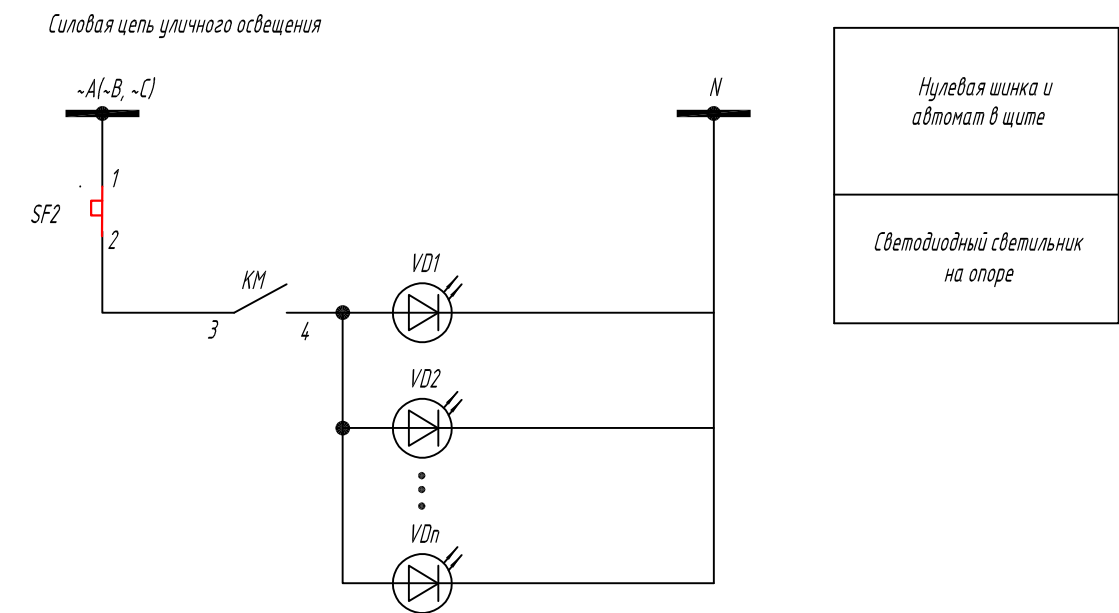 Силовая цепь уличного освещения
~A(~B, ~C)
N
Нулевая шинка и
автомат в щите
1
SF2
2
Светодиодный светильник
на опоре
KM
VD1
3
4
VD2
VDn